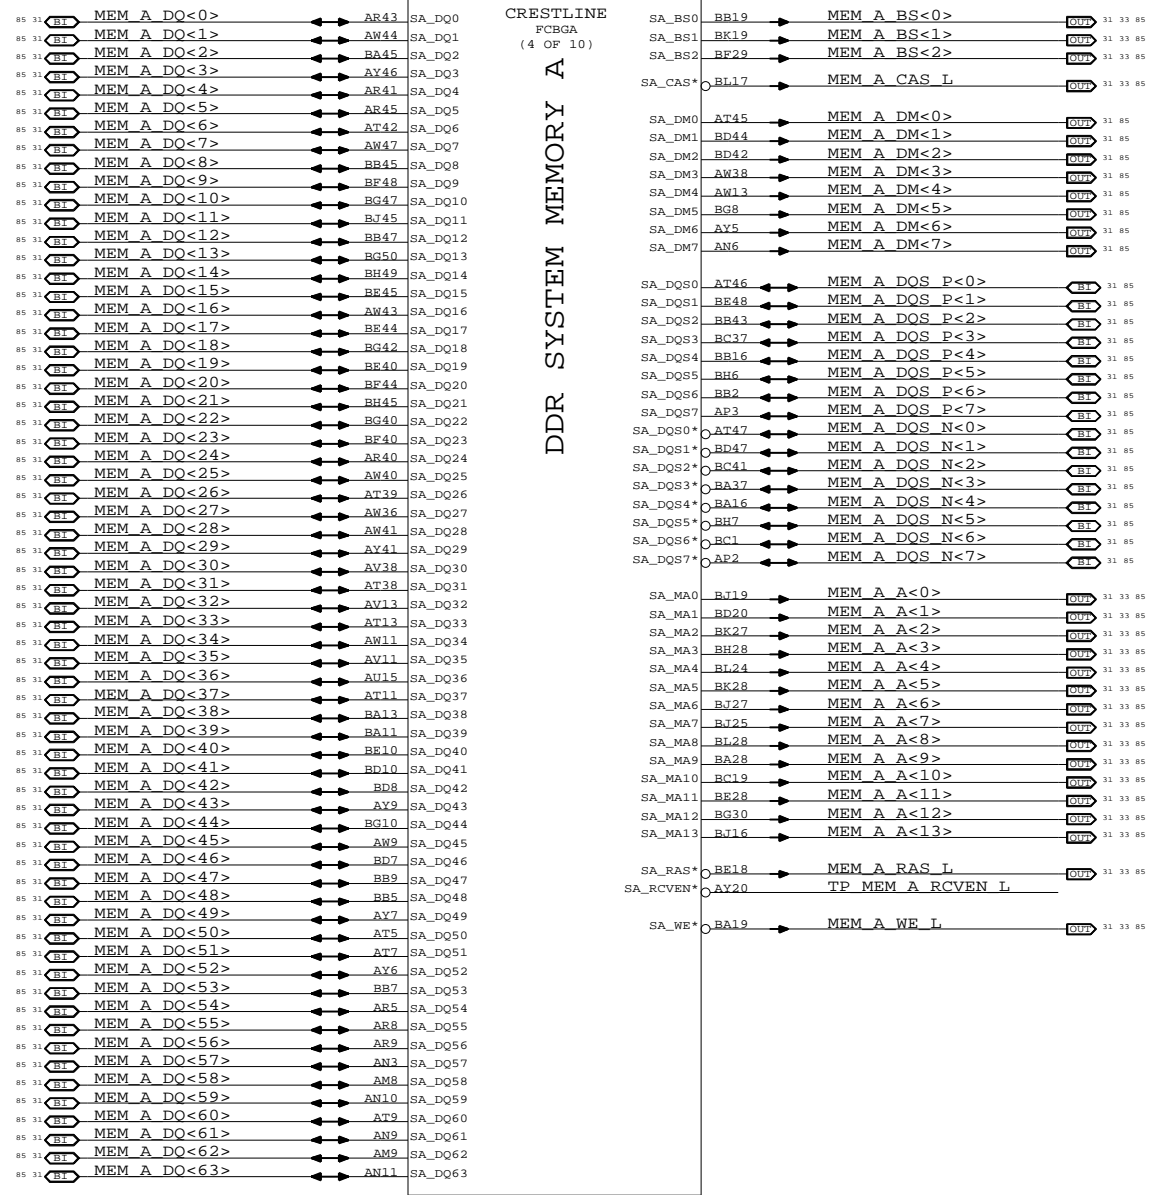 CRESTLINE
FCBGA
(4 OF 10)
DDR SYSTEM MEMORY A
85 31 BI MEM_A_DQ<0> AR43 SA_DQ0
85 31 BI MEM_A_DQ<1> AW44 SA_DQ1
85 31 BI MEM_A_DQ<2> BA45 SA_DQ2
85 31 BI MEM_A_DQ<3> AY46 SA_DQ3
85 31 BI MEM_A_DQ<4> AR41 SA_DQ4
85 31 BI MEM_A_DQ<5> AR45 SA_DQ5
85 31 BI MEM_A_DQ<6> AT42 SA_DQ6
85 31 BI MEM_A_DQ<7> AW47 SA_DQ7
85 31 BI MEM_A_DQ<8> BB45 SA_DQ8
85 31 BI MEM_A_DQ<9> BF48 SA_DQ9
85 31 BI MEM_A_DQ<10> BG47 SA_DQ10
85 31 BI MEM_A_DQ<11> BJ45 SA_DQ11
85 31 BI MEM_A_DQ<12> BB47 SA_DQ12
85 31 BI MEM_A_DQ<13> BG50 SA_DQ13
85 31 BI MEM_A_DQ<14> BH49 SA_DQ14
85 31 BI MEM_A_DQ<15> BE45 SA_DQ15
85 31 BI MEM_A_DQ<16> AW43 SA_DQ16
85 31 BI MEM_A_DQ<17> BE44 SA_DQ17
85 31 BI MEM_A_DQ<18> BG42 SA_DQ18
85 31 BI MEM_A_DQ<19> BE40 SA_DQ19
85 31 BI MEM_A_DQ<20> BF44 SA_DQ20
85 31 BI MEM_A_DQ<21> BH45 SA_DQ21
85 31 BI MEM_A_DQ<22> BG40 SA_DQ22
85 31 BI MEM_A_DQ<23> BF40 SA_DQ23
85 31 BI MEM_A_DQ<24> AR40 SA_DQ24
85 31 BI MEM_A_DQ<25> AW40 SA_DQ25
85 31 BI MEM_A_DQ<26> AT39 SA_DQ26
85 31 BI MEM_A_DQ<27> AW36 SA_DQ27
85 31 BI MEM_A_DQ<28> AW41 SA_DQ28
85 31 BI MEM_A_DQ<29> AY41 SA_DQ29
85 31 BI MEM_A_DQ<30> AV38 SA_DQ30
85 31 BI MEM_A_DQ<31> AT38 SA_DQ31
85 31 BI MEM_A_DQ<32> AV13 SA_DQ32
85 31 BI MEM_A_DQ<33> AT13 SA_DQ33
85 31 BI MEM_A_DQ<34> AW11 SA_DQ34
85 31 BI MEM_A_DQ<35> AV11 SA_DQ35
85 31 BI MEM_A_DQ<36> AU15 SA_DQ36
85 31 BI MEM_A_DQ<37> AT11 SA_DQ37
85 31 BI MEM_A_DQ<38> BA13 SA_DQ38
85 31 BI MEM_A_DQ<39> BA11 SA_DQ39
85 31 BI MEM_A_DQ<40> BE10 SA_DQ40
85 31 BI MEM_A_DQ<41> BD10 SA_DQ41
85 31 BI MEM_A_DQ<42> BD8 SA_DQ42
85 31 BI MEM_A_DQ<43> AY9 SA_DQ43
85 31 BI MEM_A_DQ<44> BG10 SA_DQ44
85 31 BI MEM_A_DQ<45> AW9 SA_DQ45
85 31 BI MEM_A_DQ<46> BD7 SA_DQ46
85 31 BI MEM_A_DQ<47> BB9 SA_DQ47
85 31 BI MEM_A_DQ<48> BB5 SA_DQ48
85 31 BI MEM_A_DQ<49> AY7 SA_DQ49
85 31 BI MEM_A_DQ<50> AT5 SA_DQ50
85 31 BI MEM_A_DQ<51> AT7 SA_DQ51
85 31 BI MEM_A_DQ<52> AY6 SA_DQ52
85 31 BI MEM_A_DQ<53> BB7 SA_DQ53
85 31 BI MEM_A_DQ<54> AR5 SA_DQ54
85 31 BI MEM_A_DQ<55> AR8 SA_DQ55
85 31 BI MEM_A_DQ<56> AR9 SA_DQ56
85 31 BI MEM_A_DQ<57> AN3 SA_DQ57
85 31 BI MEM_A_DQ<58> AM8 SA_DQ58
85 31 BI MEM_A_DQ<59> AN10 SA_DQ59
85 31 BI MEM_A_DQ<60> AT9 SA_DQ60
85 31 BI MEM_A_DQ<61> AN9 SA_DQ61
85 31 BI MEM_A_DQ<62> AM9 SA_DQ62
85 31 BI MEM_A_DQ<63> AN11 SA_DQ63
SA_BS0 BB19 MEM_A_BS<0> OUT 31 33 85
SA_BS1 BK19 MEM_A_BS<1> OUT 31 33 85
SA_BS2 BF29 MEM_A_BS<2> OUT 31 33 85
SA_CAS* BL17 MEM_A_CAS_L OUT 31 33 85
SA_DM0 AT45 MEM_A_DM<0> OUT 31 85
SA_DM1 BD44 MEM_A_DM<1> OUT 31 85
SA_DM2 BD42 MEM_A_DM<2> OUT 31 85
SA_DM3 AW38 MEM_A_DM<3> OUT 31 85
SA_DM4 AW13 MEM_A_DM<4> OUT 31 85
SA_DM5 BG8 MEM_A_DM<5> OUT 31 85
SA_DM6 AY5 MEM_A_DM<6> OUT 31 85
SA_DM7 AN6 MEM_A_DM<7> OUT 31 85
SA_DQS0 AT46 MEM_A_DQS_P<0> BI 31 85
SA_DQS1 BE48 MEM_A_DQS_P<1> BI 31 85
SA_DQS2 BB43 MEM_A_DQS_P<2> BI 31 85
SA_DQS3 BC37 MEM_A_DQS_P<3> BI 31 85
SA_DQS4 BB16 MEM_A_DQS_P<4> BI 31 85
SA_DQS5 BH6 MEM_A_DQS_P<5> BI 31 85
SA_DQS6 BB2 MEM_A_DQS_P<6> BI 31 85
SA_DQS7 AP3 MEM_A_DQS_P<7> BI 31 85
SA_DQS0* AT47 MEM_A_DQS_N<0> BI 31 85
SA_DQS1* BD47 MEM_A_DQS_N<1> BI 31 85
SA_DQS2* BC41 MEM_A_DQS_N<2> BI 31 85
SA_DQS3* BA37 MEM_A_DQS_N<3> BI 31 85
SA_DQS4* BA16 MEM_A_DQS_N<4> BI 31 85
SA_DQS5* BH7 MEM_A_DQS_N<5> BI 31 85
SA_DQS6* BC1 MEM_A_DQS_N<6> BI 31 85
SA_DQS7* AP2 MEM_A_DQS_N<7> BI 31 85
SA_MA0 BJ19 MEM_A_A<0> OUT 31 33 85
SA_MA1 BD20 MEM_A_A<1> OUT 31 33 85
SA_MA2 BK27 MEM_A_A<2> OUT 31 33 85
SA_MA3 BH28 MEM_A_A<3> OUT 31 33 85
SA_MA4 BL24 MEM_A_A<4> OUT 31 33 85
SA_MA5 BK28 MEM_A_A<5> OUT 31 33 85
SA_MA6 BJ27 MEM_A_A<6> OUT 31 33 85
SA_MA7 BJ25 MEM_A_A<7> OUT 31 33 85
SA_MA8 BL28 MEM_A_A<8> OUT 31 33 85
SA_MA9 BA28 MEM_A_A<9> OUT 31 33 85
SA_MA10 BC19 MEM_A_A<10> OUT 31 33 85
SA_MA11 BE28 MEM_A_A<11> OUT 31 33 85
SA_MA12 BG30 MEM_A_A<12> OUT 31 33 85
SA_MA13 BJ16 MEM_A_A<13> OUT 31 33 85
SA_RAS* BE18 MEM_A_RAS_L OUT 31 33 85
SA_RCVEN* AY20 TP_MEM_A_RCVEN_L
SA_WE* BA19 MEM_A_WE_L OUT 31 33 85